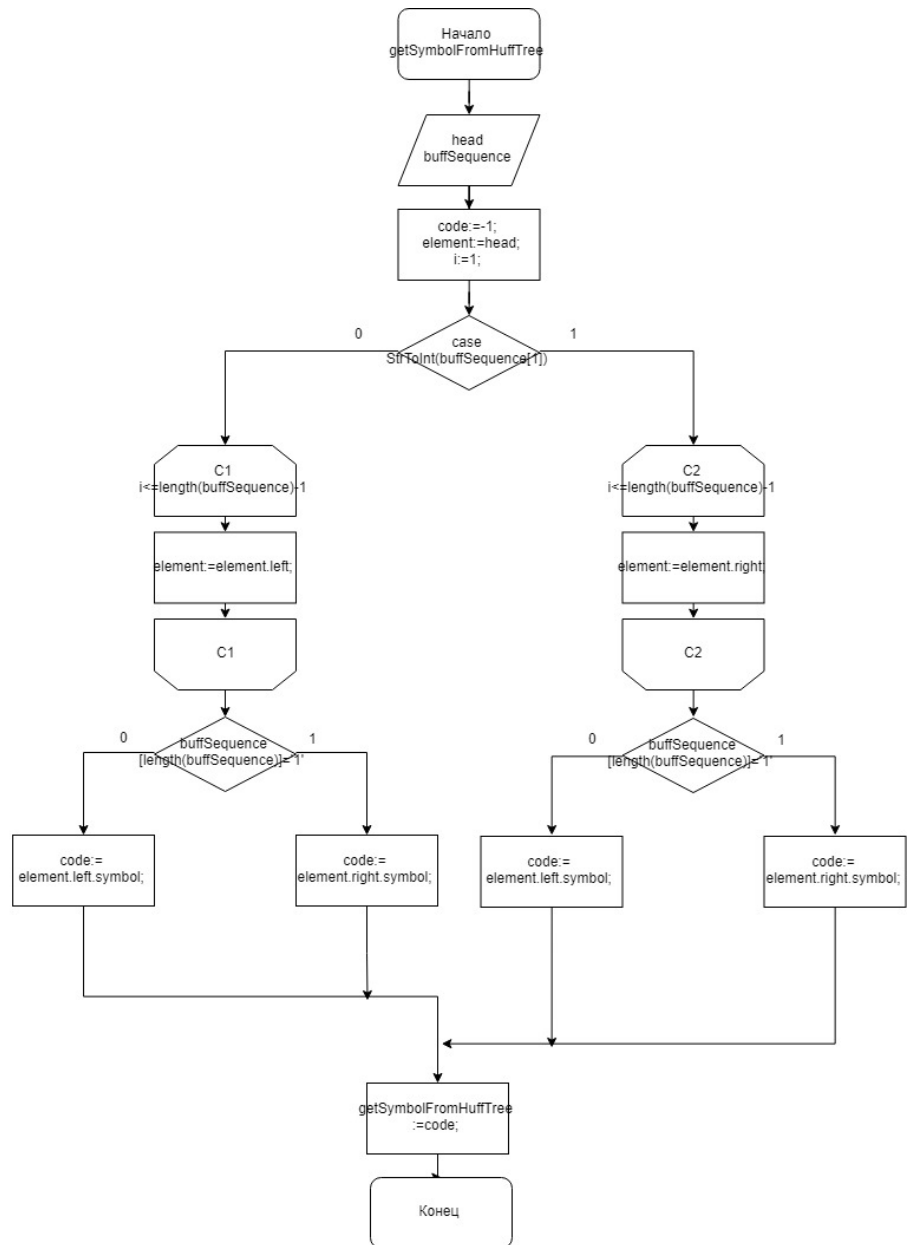 Начало
getSymbolFromHuffTree
head
buffSequence
code:=-1;
element:=head;
i:=1;
0
1
case
StrToInt(buffSequence[1])
C1
i<=length(buffSequence)-1
C2
i<=length(buffSequence)-1
element:=element.left;
element:=element.right;
C1
C2
0
buffSequence
[length(buffSequence)]='1'
1
0
buffSequence
[length(buffSequence)]='1'
1
code:=
element.left.symbol;
code:=
element.right.symbol;
code:=
element.left.symbol;
code:=
element.right.symbol;
getSymbolFromHuffTree
:=code;
Конец